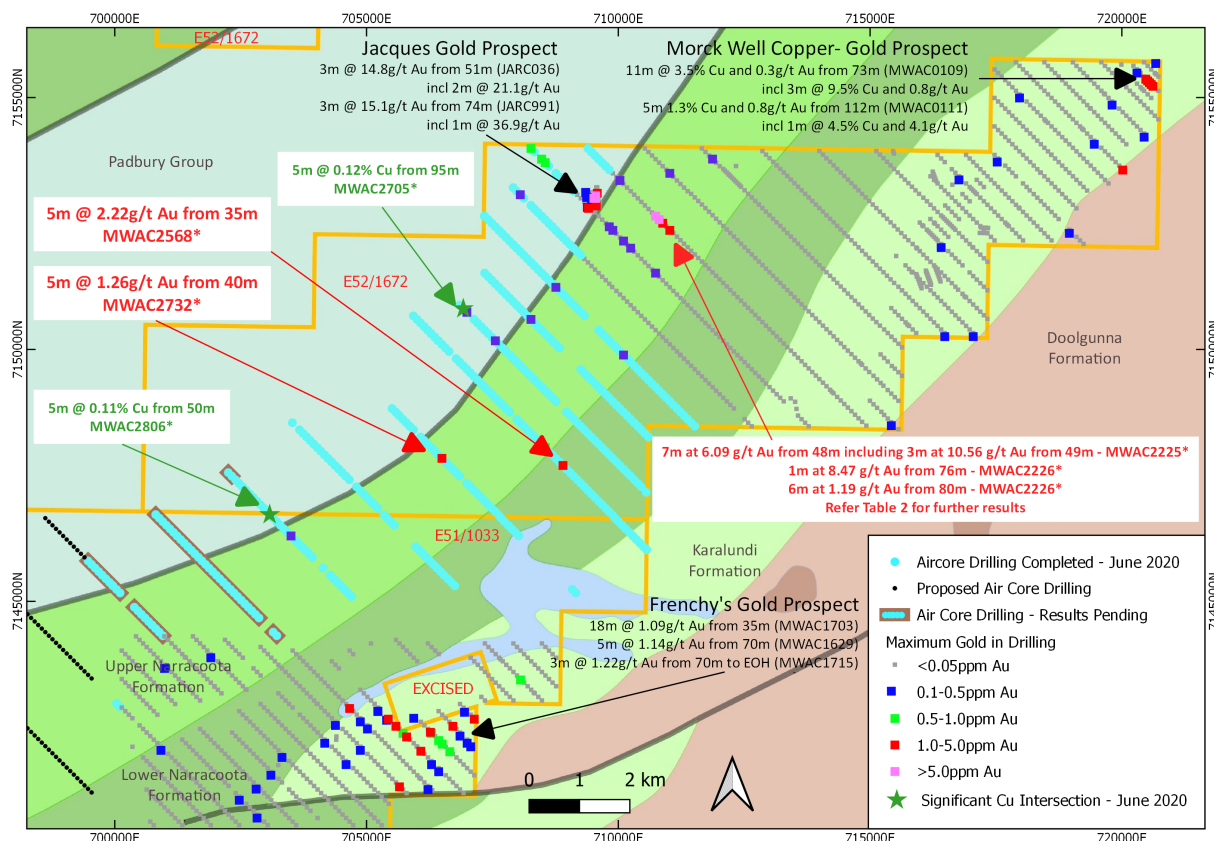 700000E 705000E 710000E 715000E 720000E
E52/1672
Jacques Gold Prospect
3m @ 14.8g/t Au from 51m (JARC036)
incl 2m @ 21.1g/t Au
3m @ 15.1g/t Au from 74m (JARC991)
incl 1m @ 36.9g/t Au
Morck Well Copper- Gold Prospect
11m @ 3.5% Cu and 0.3g/t Au from 73m (MWAC0109)
incl 3m @ 9.5% Cu and 0.8g/t Au
5m 1.3% Cu and 0.8g/t Au from 112m (MWAC0111)
incl 1m @ 4.5% Cu and 4.1g/t Au
7155000N
7155000N
Padbury Group
5m @ 0.12% Cu from 95m
MWAC2705*
5m @ 2.22g/t Au from 35m
MWAC2568*
5m @ 1.26g/t Au from 40m
MWAC2732*
E52/1672
7150000N
7150000N
Doolgunna
Formation
5m @ 0.11% Cu from 50m
MWAC2806*
7m at 6.09 g/t Au from 48m including 3m at 10.56 g/t Au from 49m - MWAC2225*
1m at 8.47 g/t Au from 76m - MWAC2226*
6m at 1.19 g/t Au from 80m - MWAC2226*
Refer Table 2 for further results
E51/1033
Karalundi
Formation
7145000N
7145000N
Frenchy's Gold Prospect
18m @ 1.09g/t Au from 35m (MWAC1703)
5m @ 1.14g/t Au from 70m (MWAC1629)
3m @ 1.22g/t Au from 70m to EOH (MWAC1715)
Upper Narracoota
Formation
EXCISED
Lower Narracoota
Formation
0 1 2 km
Aircore Drilling Completed - June 2020
Proposed Air Core Drilling
Air Core Drilling - Results Pending
Maximum Gold in Drilling
<0.05ppm Au
0.1-0.5ppm Au
0.5-1.0ppm Au
1.0-5.0ppm Au
>5.0ppm Au
Significant Cu Intersection - June 2020
700000E 705000E 710000E 715000E 720000E